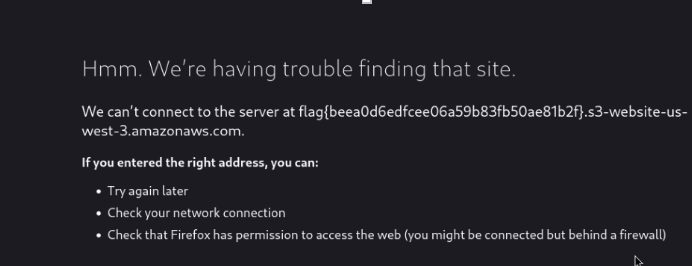 Hmm. We're having trouble finding that site.
We can't connect to the server at flag{beea0d6edfcee06a59b83fb50ae81b2f}.s3-website-us-
west-3.amazonaws.com.
If you entered the right address, you can:
• Try again later
• Check your network connection
• Check that Firefox has permission to access the web (you might be connected but behind a firewall)